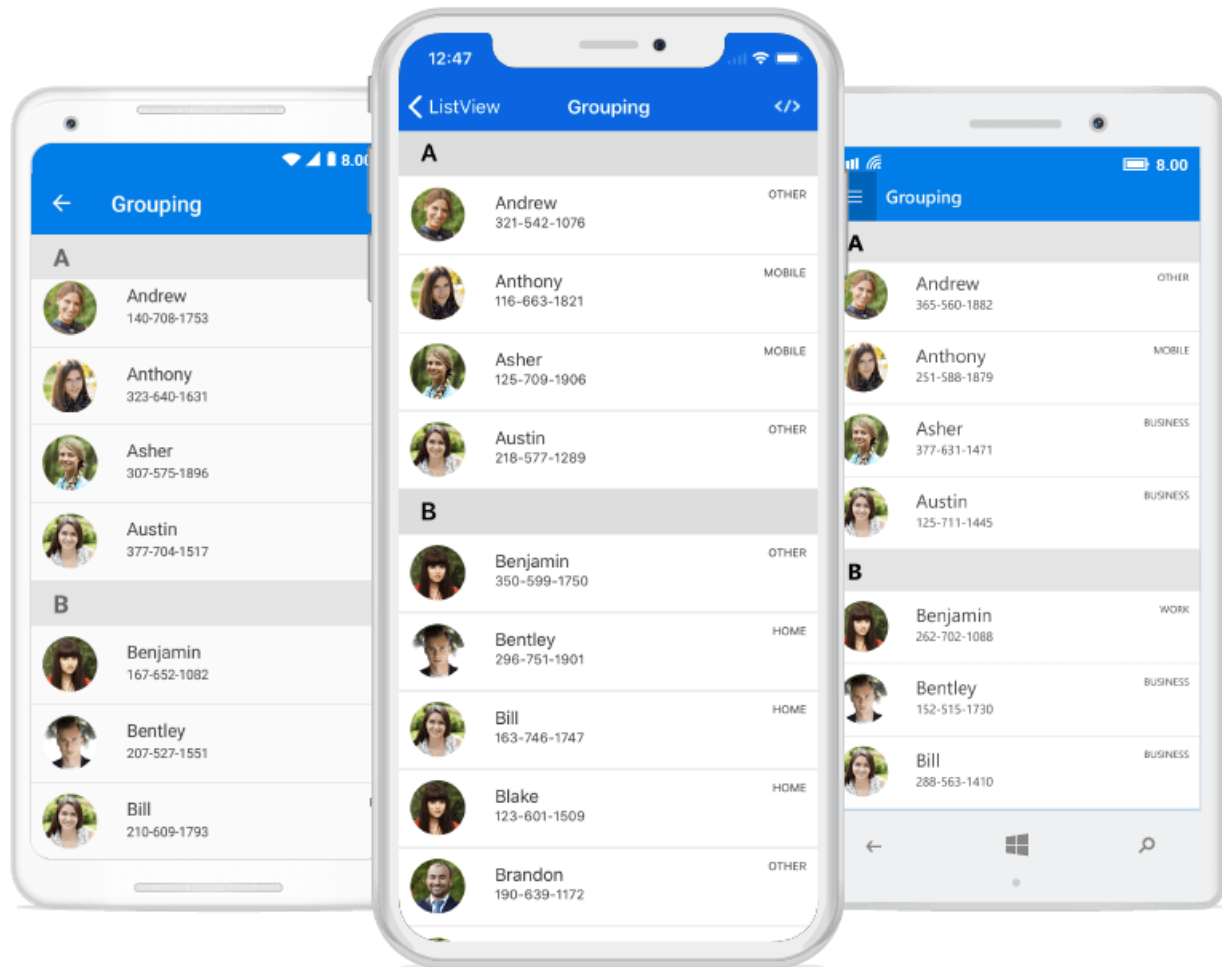 8.00
Grouping
A
Andrew
140-708-1753
Anthony
323-640-1631
Asher
307-575-1896
Austin
377-704-1517
B
Benjamin
167-652-1082
Bentley
207-527-1551
Bill
210-609-1793
12:47
ListView
Grouping
</>
A
Andrew
OTHER
321-542-1076
Anthony
MOBILE
116-663-1821
Asher
MOBILE
125-709-1906
Austin
OTHER
218-577-1289
B
Benjamin
OTHER
350-599-1750
Bentley
HOME
296-751-1901
Bill
HOME
163-746-1747
Blake
HOME
123-601-1509
Brandon
OTHER
190-639-1172
8.00
Grouping
A
Andrew
OTHER
365-560-1882
Anthony
MOBILE
251-588-1879
Asher
BUSINESS
377-631-1471
Austin
BUSINESS
125-711-1445
B
Benjamin
WORK
262-702-1088
Bentley
BUSINESS
152-515-1730
Bill
BUSINESS
288-563-1410